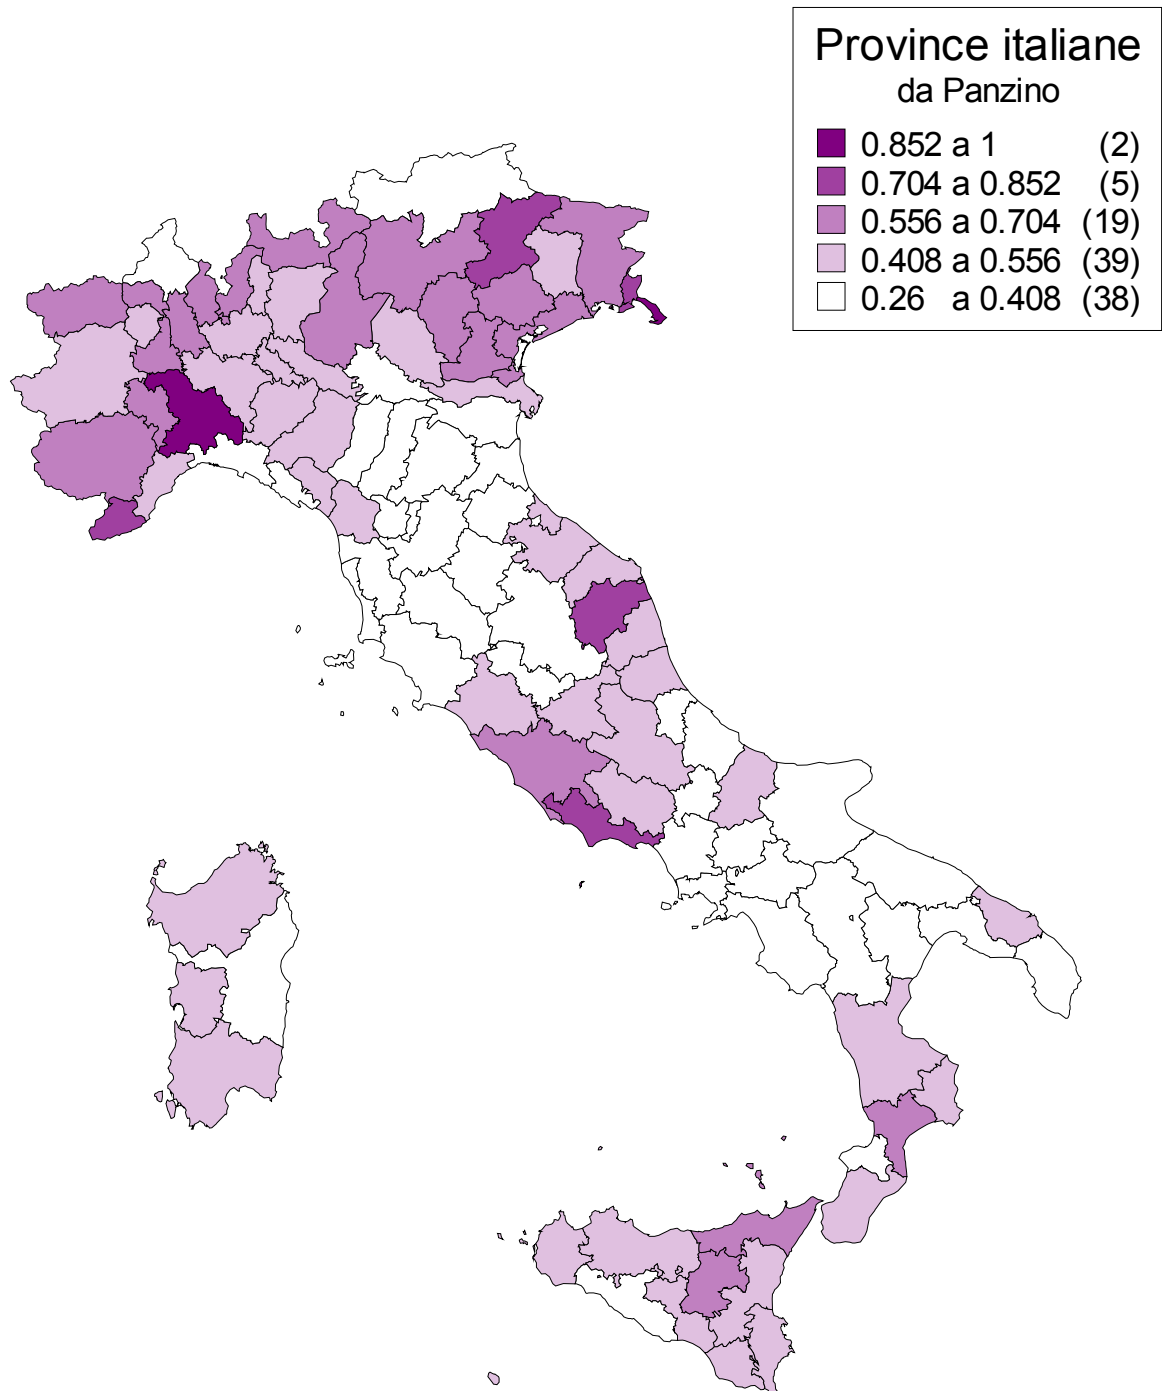 Province italiane
da Panzino
0.852 a 1 (2)
0.704 a 0.852 (5)
0.556 a 0.704 (19)
0.408 a 0.556 (39)
0.26 a 0.408 (38)